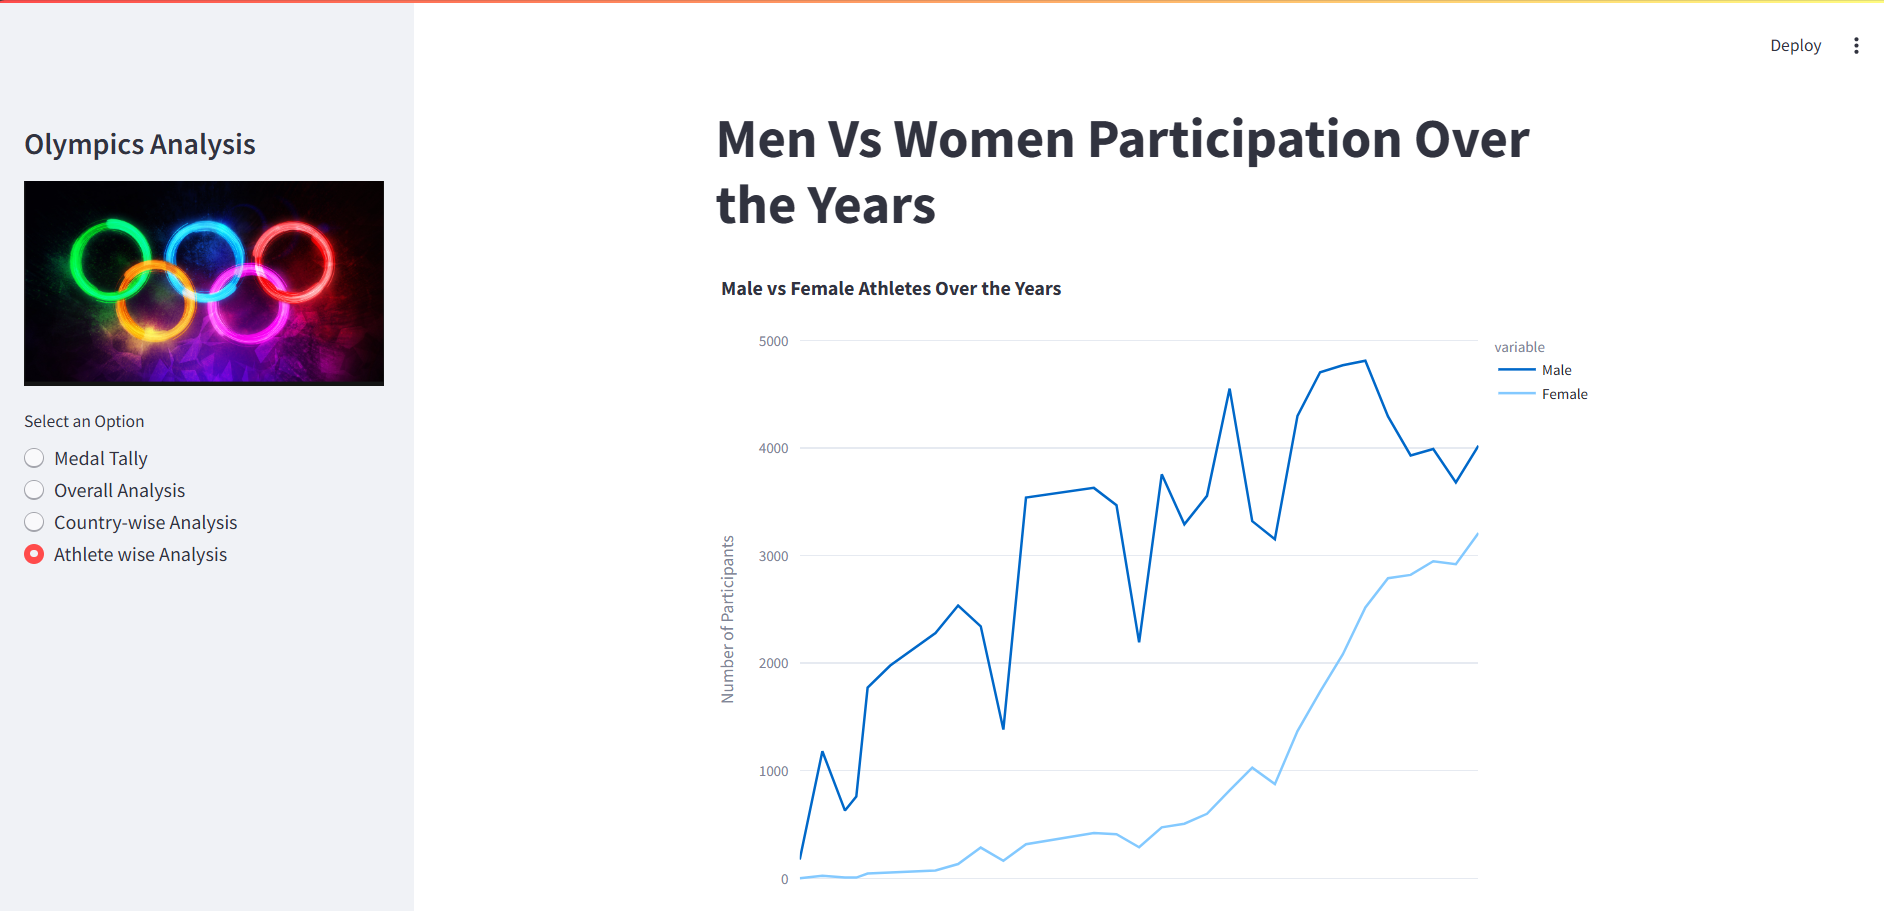 Deploy
Olympics Analysis
Select an Option
Medal Tally
Overall Analysis
Country-wise Analysis
Athlete wise Analysis
Men Vs Women Participation Over
the Years
Male vs Female Athletes Over the Years
Number of Participants
5000
4000
3000
2000
1000
0
variable
Male
Female